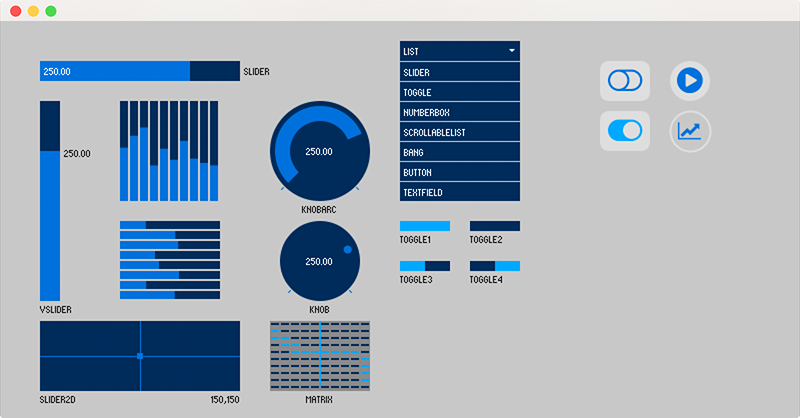 250.00
SLIDER
250.00
VSLIDER
250.00
KNOBARC
250.00
KNOB
SLIDER2D
150,150
MATRIX
LIST
SLIDER
TOGGLE
NUMBERBOX
SCROLLABLELIST
BANG
BUTTON
TEXTFIELD
TOGGLE1
TOGGLE2
TOGGLE3
TOGGLE4